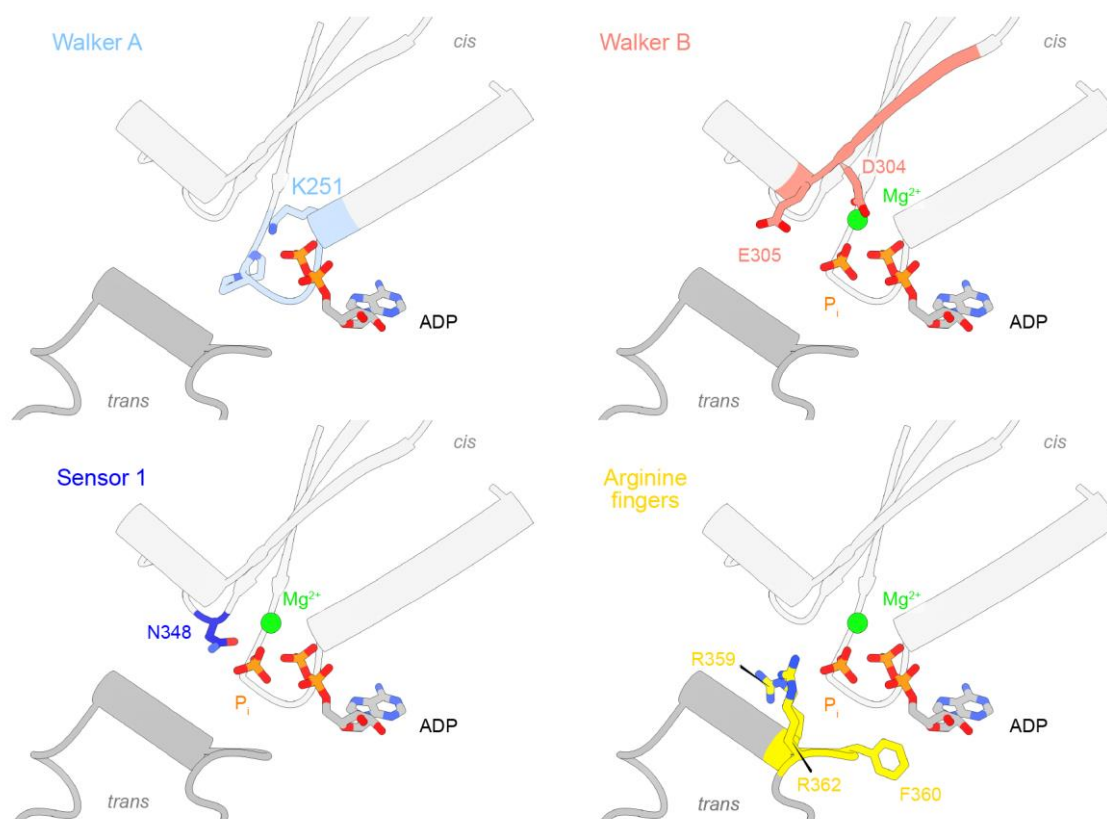 Walker A
cis
K251
ADP
trans
Walker B
cis
D304
Mg²⁺
E305
Pᵢ
ADP
trans
Sensor 1
cis
Mg²⁺
N348
Pᵢ
ADP
trans
Arginine
fingers
cis
Mg²⁺
R359
Pᵢ
ADP
R362
F360
trans